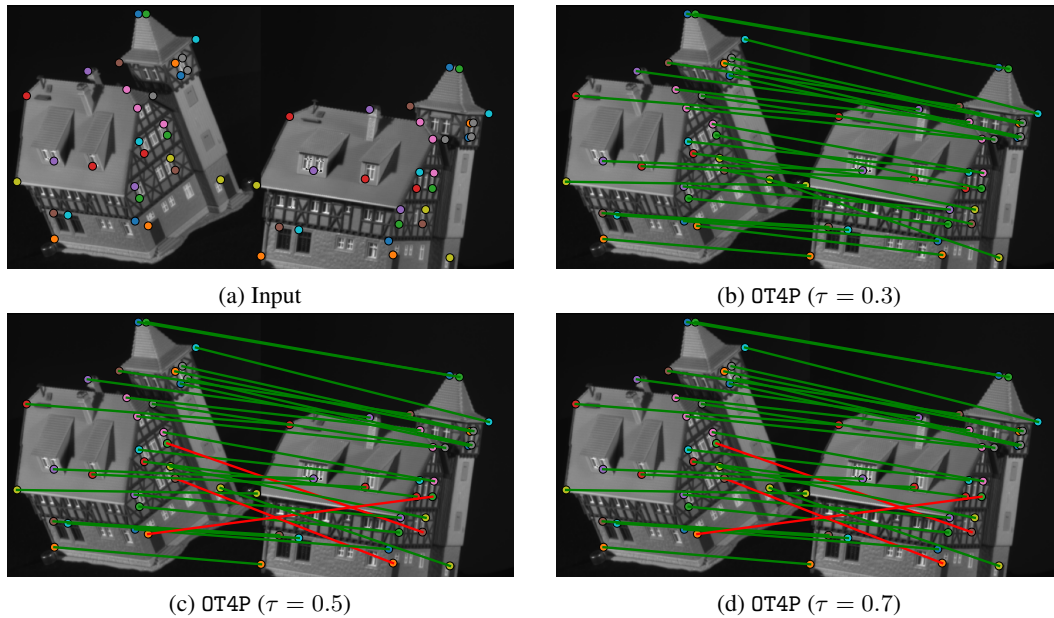 (a) Input
(b) OT4P (τ = 0.3)
(c) OT4P (τ = 0.5)
(d) OT4P (τ = 0.7)